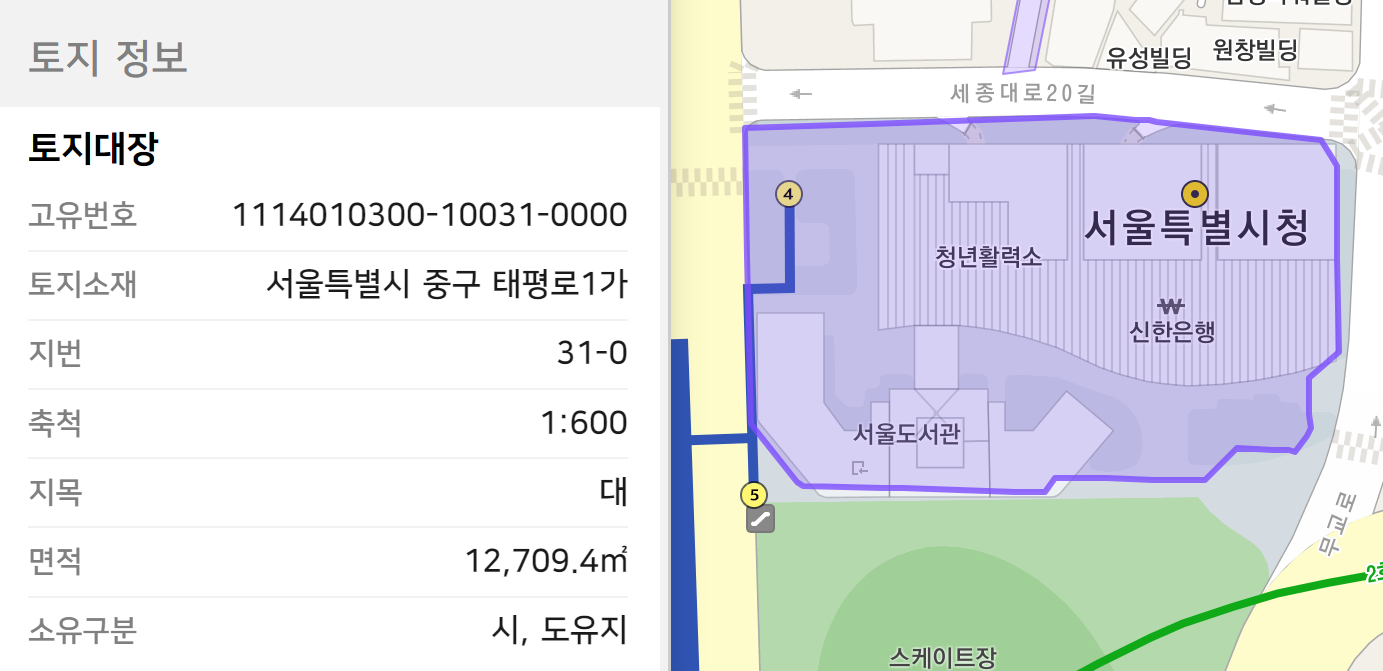 토지 정보
토지대장
고유번호 1114010300-10031-0000
토지소재 서울특별시 중구 태평로1가
지번 31-0
축척 1:600
지목 대
면적 12,709.4㎡
소유구분 시, 도유지
유성빌딩 원창빌딩
세종대로20길
4
서울특별시청
청년활력소
₩
신한은행
서울도서관
5
무교로
스케이트장